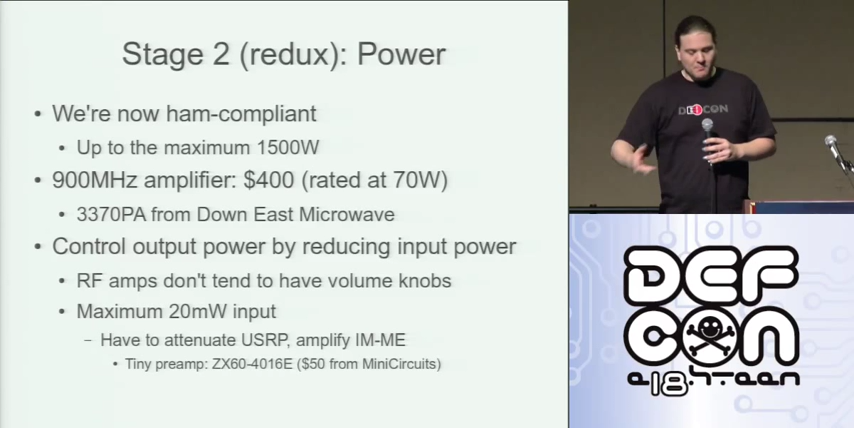 Stage 2 (redux): Power
• We're now ham-compliant
• Up to the maximum 1500W
• 900MHz amplifier: $400 (rated at 70W)
• 3370PA from Down East Microwave
• Control output power by reducing input power
• RF amps don't tend to have volume knobs
• Maximum 20mW input
– Have to attenuate USRP, amplify IM-ME
• Tiny preamp: ZX60-4016E ($50 from MiniCircuits)
DEFCON
DEF
CON
e18h-teen